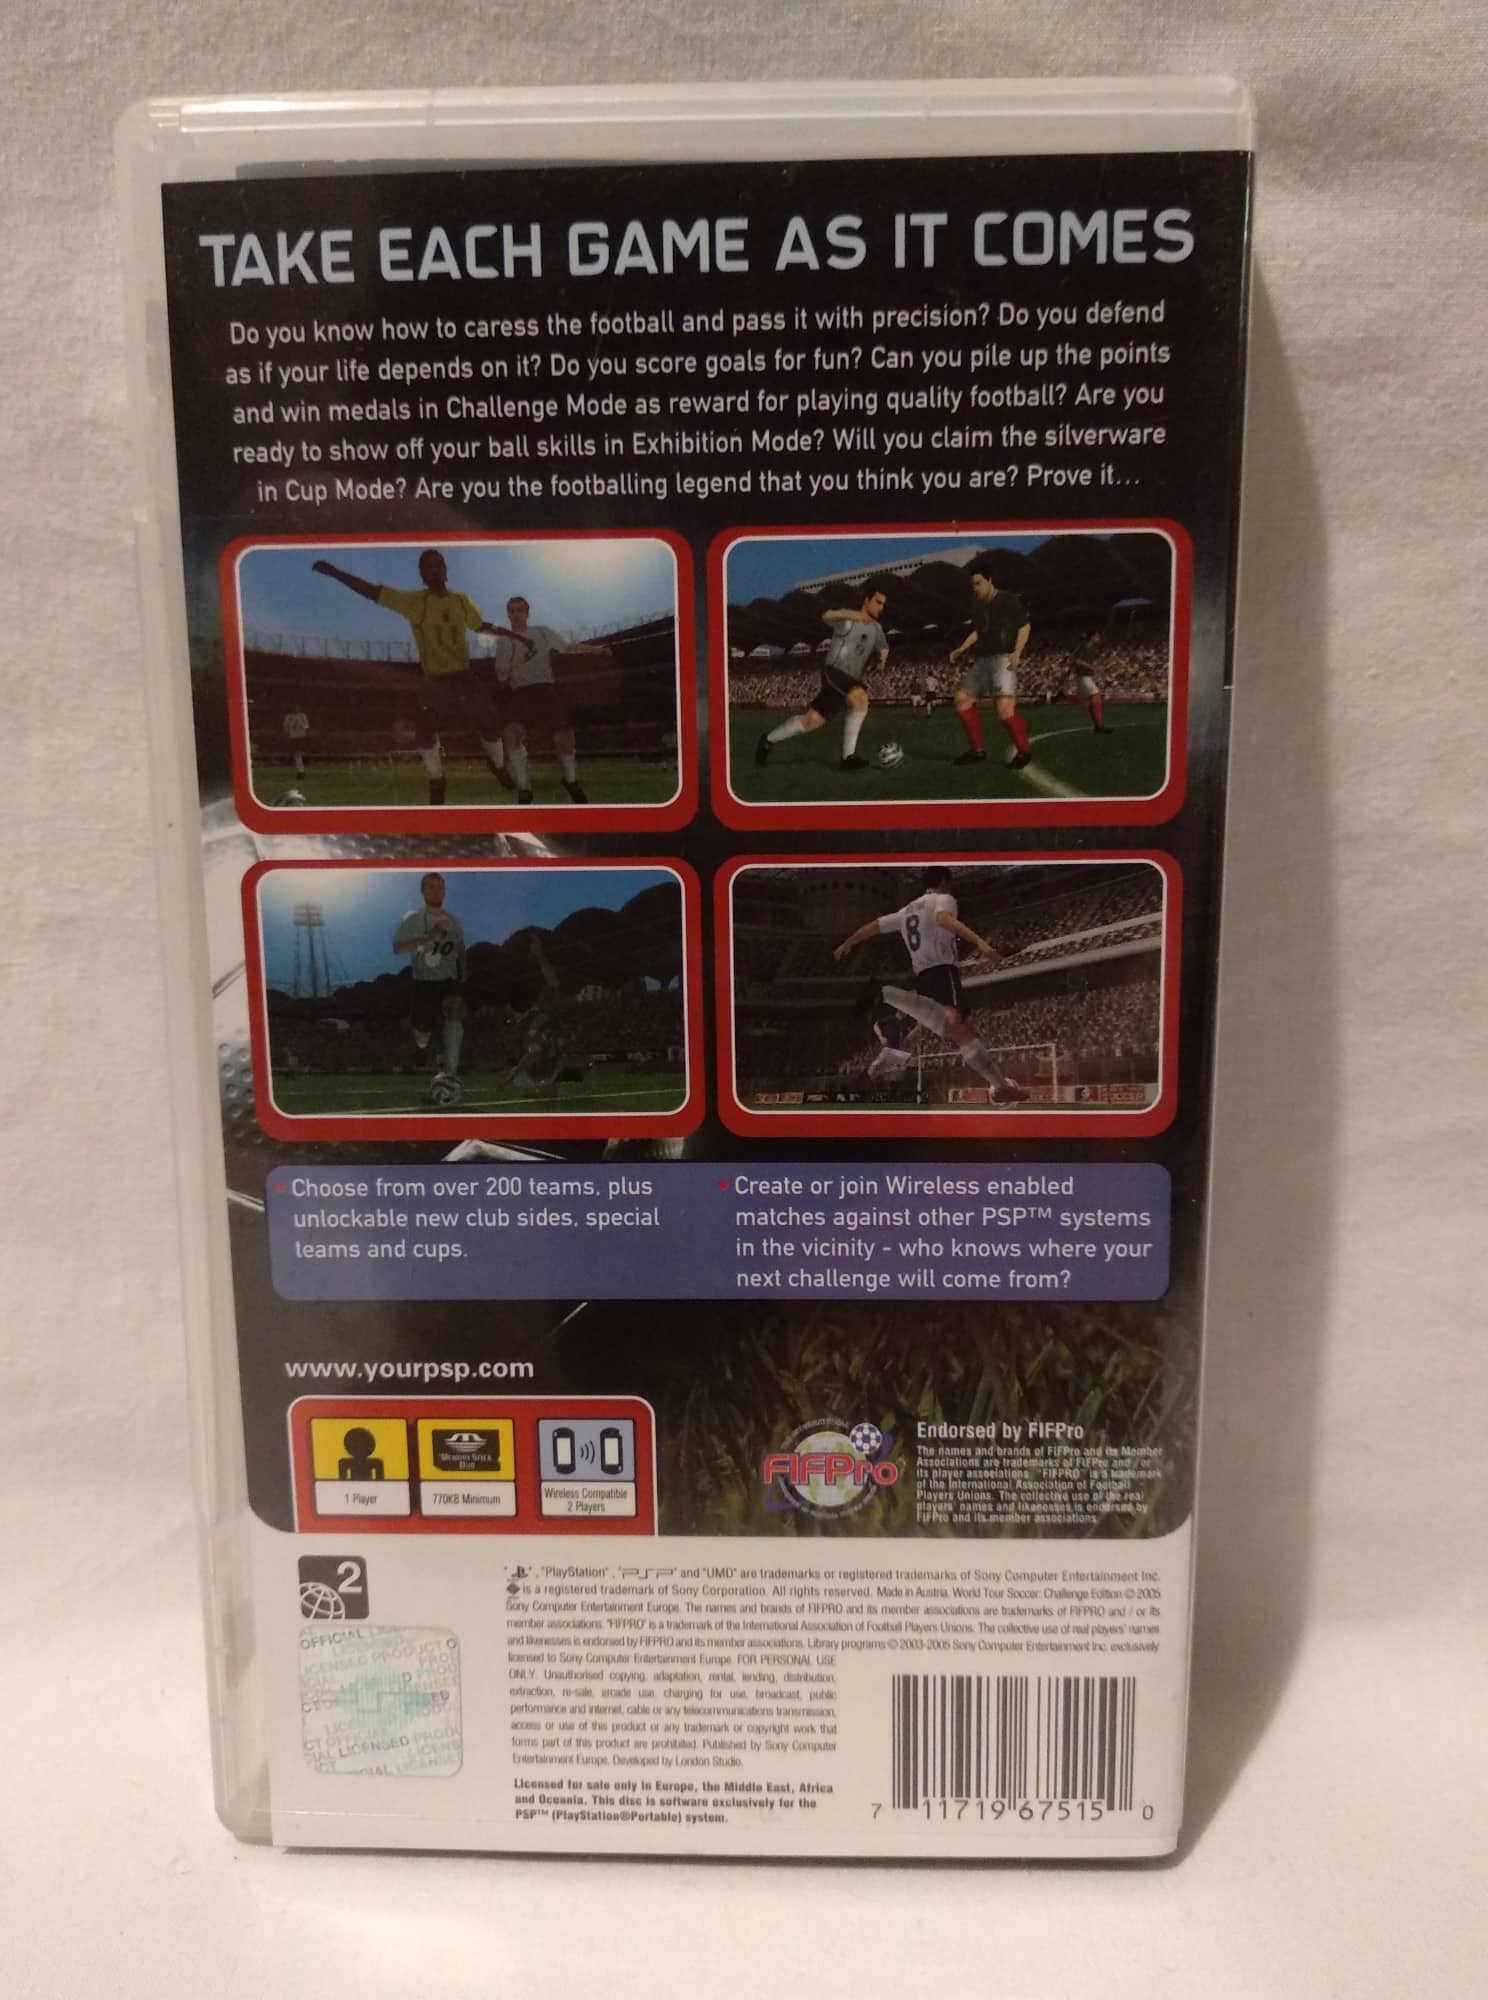 TAKE EACH GAME AS IT COMES
Do you know how to caress the football and pass it with precision? Do you defend
as if your life depends on it? Do you score goals for fun? Can you pile up the points
and win medals in Challenge Mode as reward for playing quality football? Are you
ready to show off your ball skills in Exhibition Mode? Will you claim the silverware
in Cup Mode? Are you the footballing legend that you think you are? Prove it...
11
10
8
Choose from over 200 teams, plus
unlockable new club sides, special
teams and cups.
Create or join Wireless enabled
matches against other PSP™ systems
in the vicinity - who knows where your
next challenge will come from?
www.yourpsp.com
MEMORY STICK
DUO
1 Player
770KB Minimum
Wireless Compatible
2 Players
FIFPro
Endorsed by FIFPro
The names and brands of FIFPro and its Member
Associations are trademarks of FIFPro and / or
its player associations. "FIFPRO" is a trademark
of the International Association of Football
Players Unions. The collective use of the real
players' names and likenesses is endorsed by
FIFPro and its member associations.
2
"PlayStation", "PSP" and "UMD" are trademarks or registered trademarks of Sony Computer Entertainment Inc.
is a registered trademark of Sony Corporation. All rights reserved. Made in Austria. World Tour Soccer: Challenge Edition © 2005
Sony Computer Entertainment Europe. The names and brands of FIFPRO and its member associations are trademarks of FIFPRO and / or its
member associations. "FIFPRO" is a trademark of the International Association of Football Players Unions. The collective use of real players' names
and likenesses is endorsed by FIFPRO and its member associations. Library programs © 2003-2005 Sony Computer Entertainment Inc. exclusively
licensed to Sony Computer Entertainment Europe. FOR PERSONAL USE
ONLY. Unauthorised copying, adaptation, rental, lending, distribution,
extraction, re-sale, arcade use, charging for use, broadcast, public
performance and internet, cable or any telecommunications transmission,
access or use of this product or any trademark or copyright work that
forms part of this product are prohibited. Published by Sony Computer
Entertainment Europe. Developed by London Studio.
Licensed for sale only in Europe, the Middle East, Africa
and Oceania. This disc is software exclusively for the
PSP™ (PlayStation®Portable) system.
OFFICIAL
LICENSED PRODUCT
7 11719 67515 0